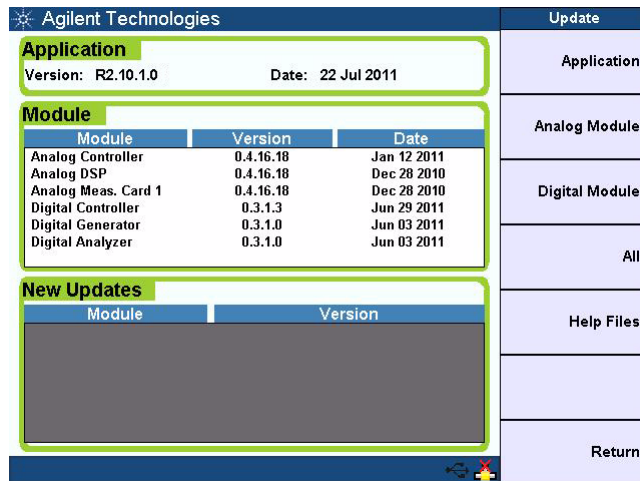 Agilent Technologies
Application
Version: R2.10.1.0 Date: 22 Jul 2011
Module
Module Version Date
Analog Controller 0.4.16.18 Jan 12 2011
Analog DSP 0.4.16.18 Dec 28 2010
Analog Meas. Card 1 0.4.16.18 Dec 28 2010
Digital Controller 0.3.1.3 Jun 29 2011
Digital Generator 0.3.1.0 Jun 03 2011
Digital Analyzer 0.3.1.0 Jun 03 2011
New Updates
Module Version
Update
Application
Analog Module
Digital Module
All
Help Files
Return